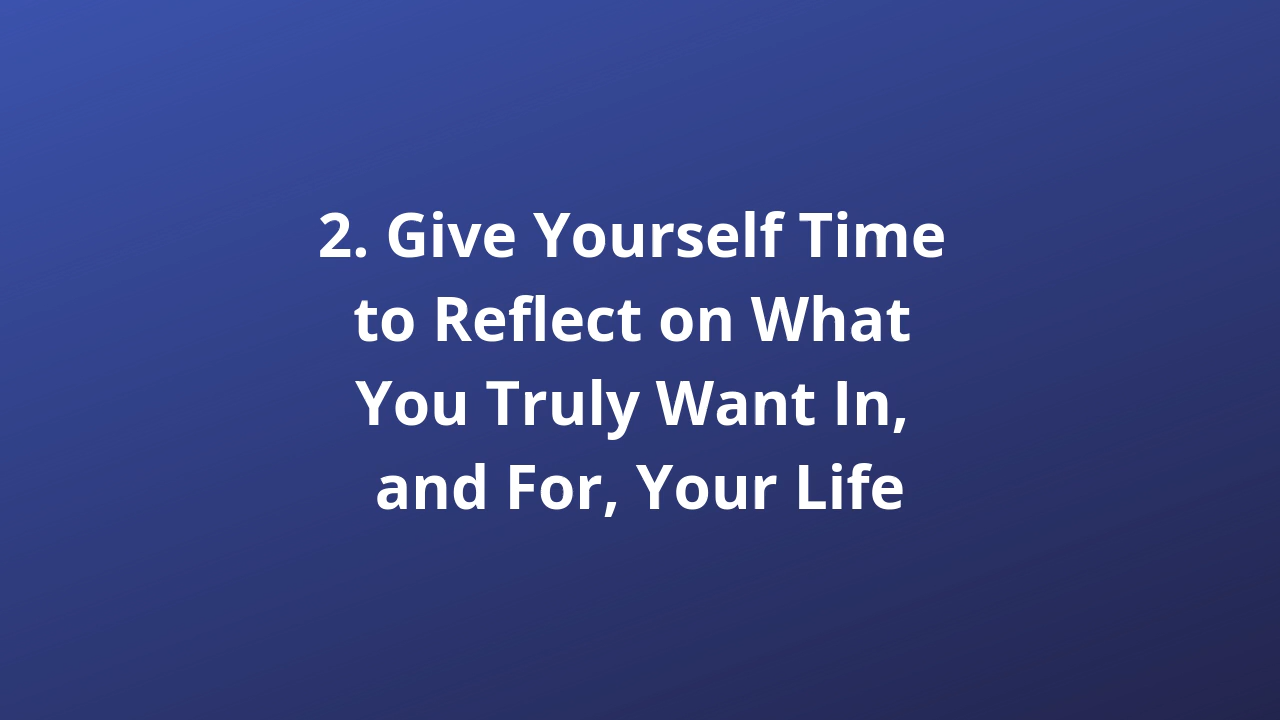 2. Give Yourself Time
to Reflect on What
You Truly Want In,
and For, Your Life